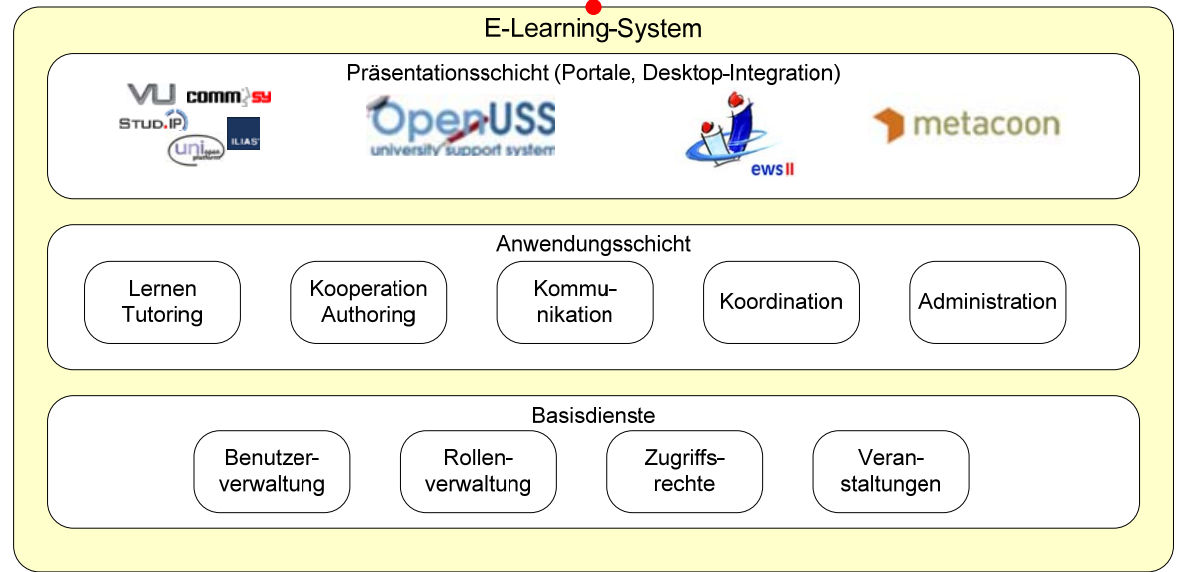 E-Learning-System
Präsentationsschicht (Portale, Desktop-Integration)
VU comm)sy
STUD.IP)
uni open platform
ILIAS
OpenUSS
university support system
ews II
metacoon
Anwendungsschicht
Lernen
Tutoring
Kooperation
Authoring
Kommu-
nikation
Koordination
Administration
Basisdienste
Benutzer-
verwaltung
Rollen-
verwaltung
Zugriffs-
rechte
Veran-
staltungen